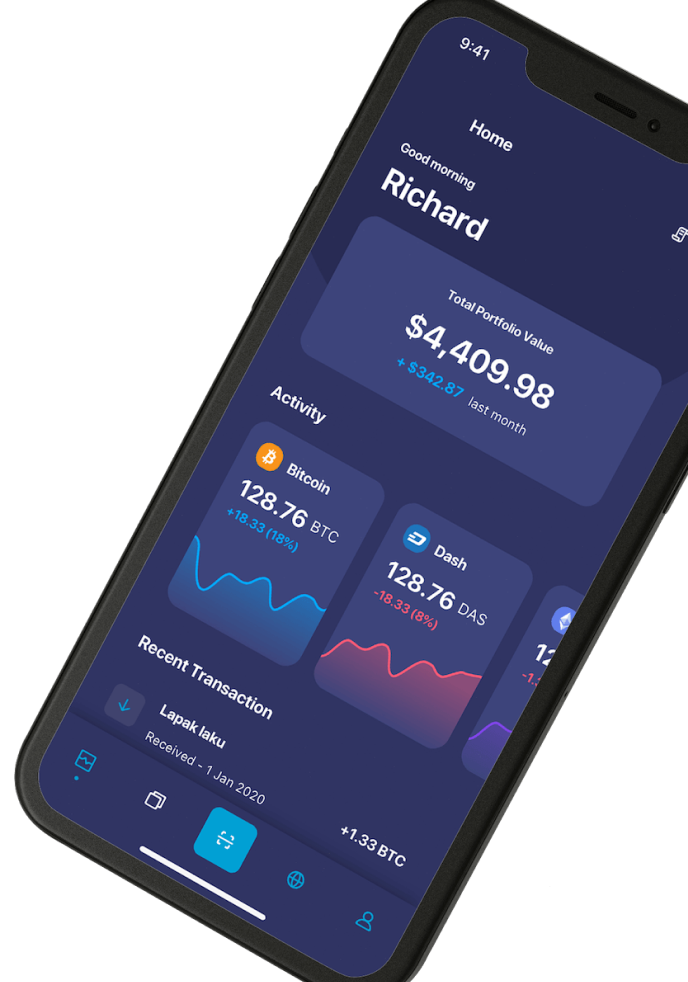 9:41
Home
Good morning
Richard
Total Portfolio Value
$4,409.98
+ $342.87 last month
Activity
Bitcoin
128.76 BTC
+18.33 (18%)
Dash
128.76 DAS
-18.33 (8%)
Recent Transaction
Lapak laku
Received - 1 Jan 2020
+1.33 BTC